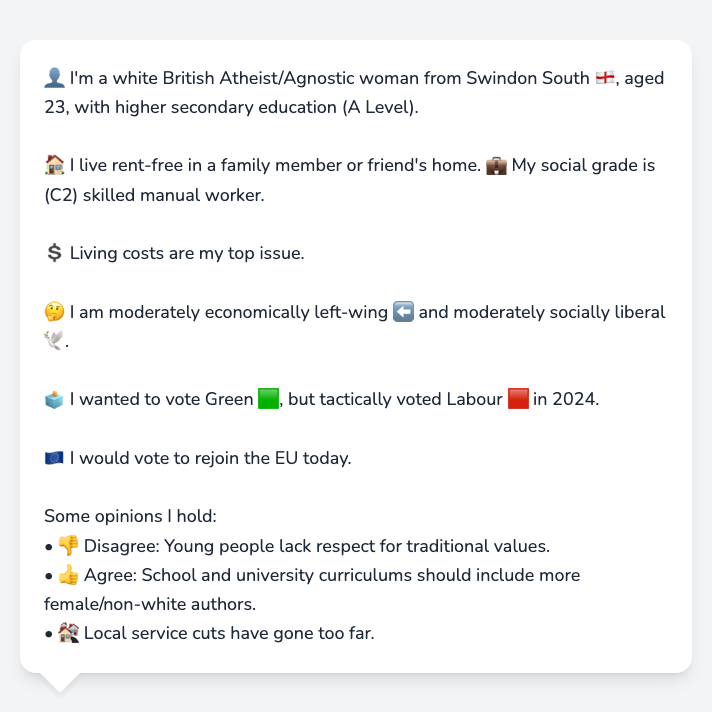 👤 I'm a white British Atheist/Agnostic woman from Swindon South 🏴󠁧󠁢󠁥󠁮󠁧󠁿, aged
23, with higher secondary education (A Level).
🏠 I live rent-free in a family member or friend's home. 💼 My social grade is
(C2) skilled manual worker.
💲 Living costs are my top issue.
🤔 I am moderately economically left-wing ⬅️ and moderately socially liberal
🕊️.
🗳️ I wanted to vote Green 🟩, but tactically voted Labour 🟥 in 2024.
🇪🇺 I would vote to rejoin the EU today.
Some opinions I hold:
• 👎 Disagree: Young people lack respect for traditional values.
• 👍 Agree: School and university curriculums should include more
female/non-white authors.
• 🏚️ Local service cuts have gone too far.